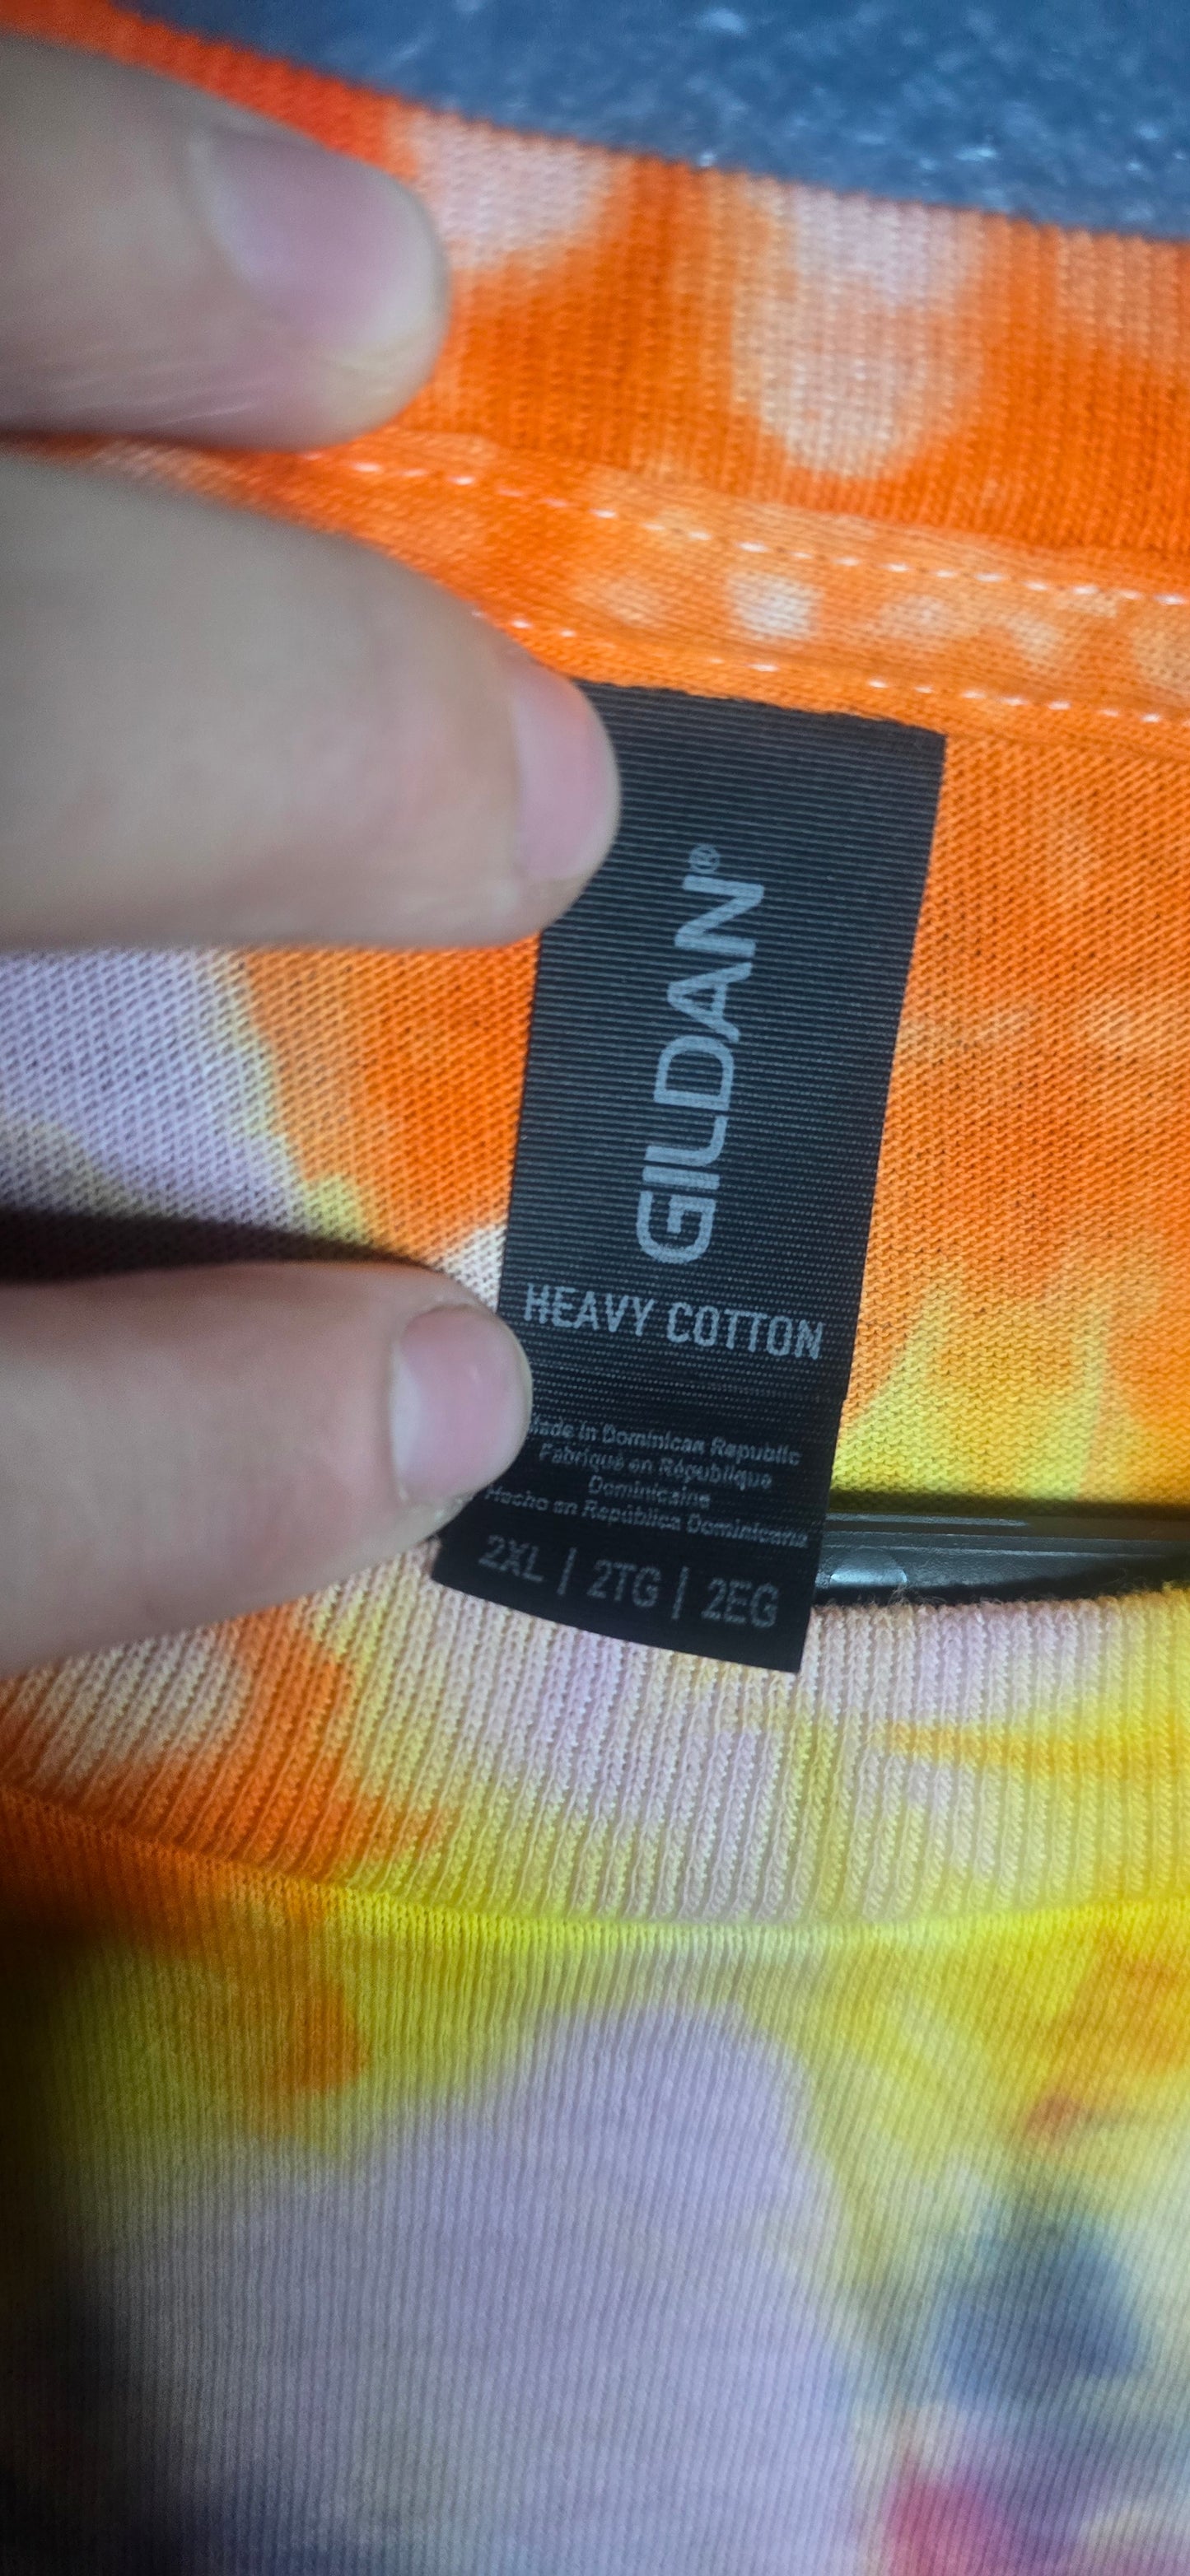 GILDAN®
HEAVY COTTON
Made in Dominican Republic
Fabriqué en République
Dominicaine
Hecho en República Dominicana
2XL | 2TG | 2EG